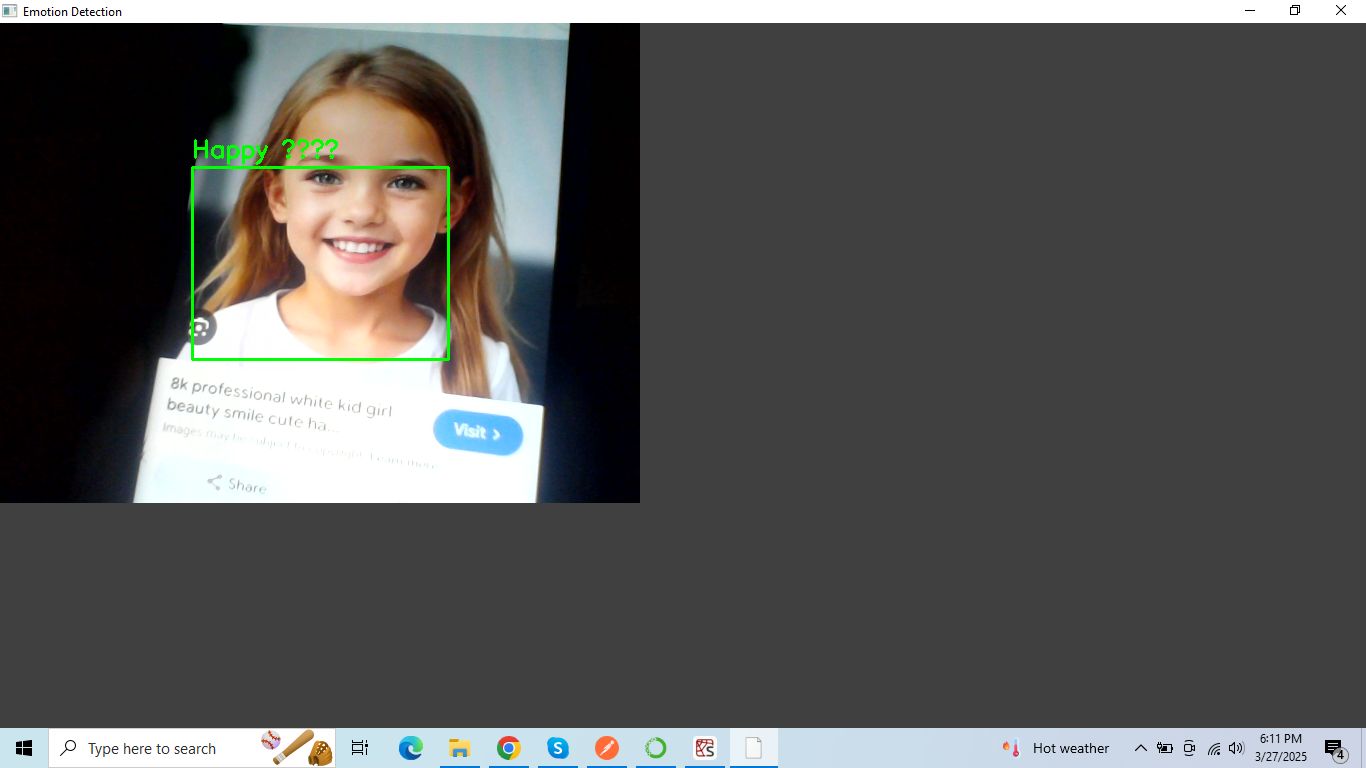 Emotion Detection
Happy ????
8k professional white kid girl
beauty smile cute ha...
Images may be subject to copyright. Learn more
Visit >
Share
Type here to search
Hot weather
6:11 PM
3/27/2025
4